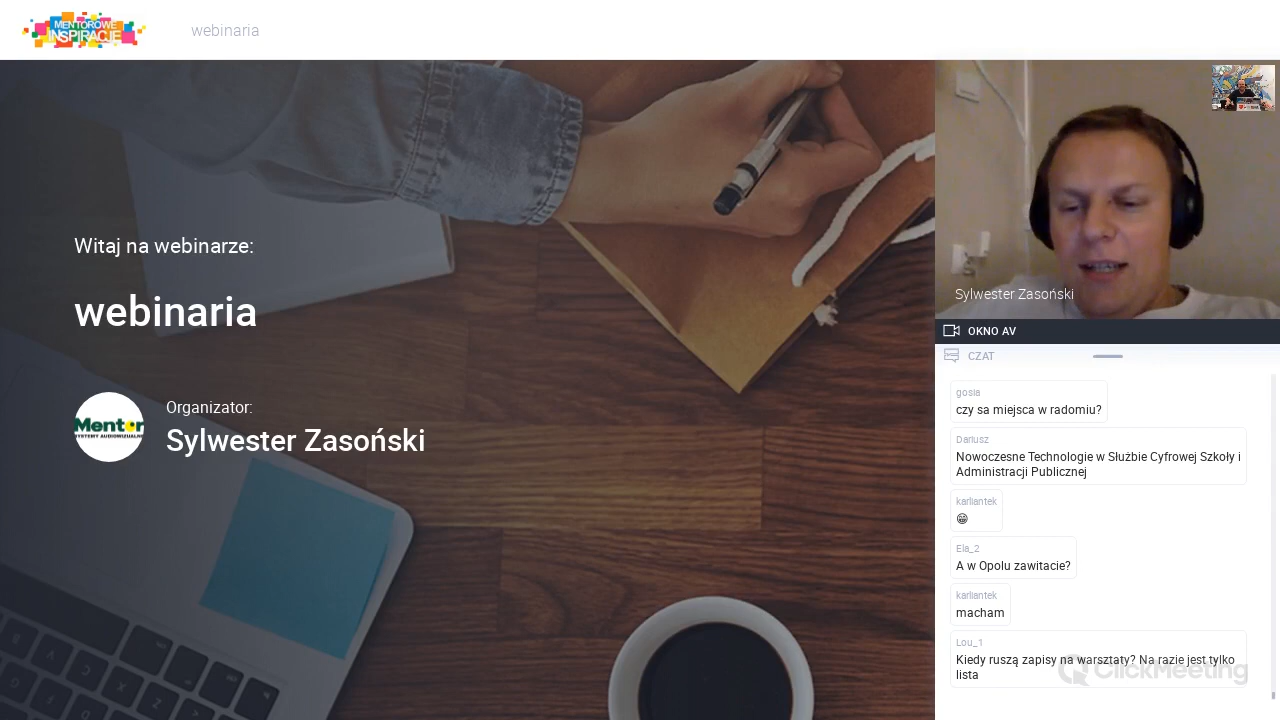 MENTOROWE
INSPIRACJE
webinaria
Witaj na webinarze:
webinaria
Mentor
SYSTEMY AUDIOWIZUALNE
Organizator:
Sylwester Zasoński
Sylwester Zasoński
OKNO AV
CZAT
gosia
czy sa miejsca w radomiu?
Dariusz
Nowoczesne Technologie w Służbie Cyfrowej Szkoły i
Administracji Publicznej
karliantek
Ela_2
A w Opolu zawitacie?
karliantek
macham
Lou_1
Kiedy ruszą zapisy na warsztaty? Na razie jest tylko
lista
ClickMeeting